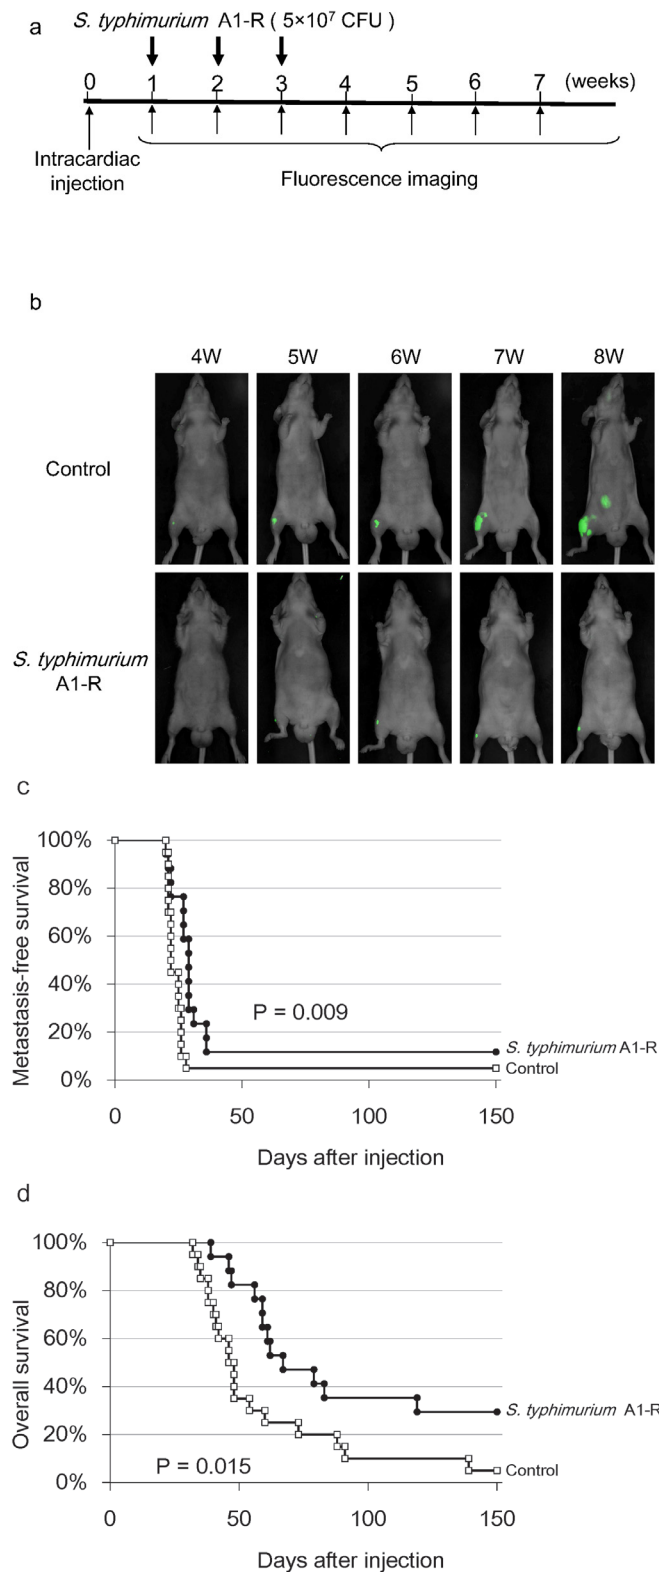 a
S. typhimurium A1-R ( 5×10⁷ CFU )
0 1 2 3 4 5 6 7 (weeks)
Intracardiac
injection
Fluorescence imaging
b
4W 5W 6W 7W 8W
Control
S. typhimurium
A1-R
c
Metastasis-free survival
100%
80%
60%
40%
20%
0%
P = 0.009
S. typhimurium A1-R
Control
0 50 100 150
Days after injection
d
Overall survival
100%
80%
60%
40%
20%
0%
S. typhimurium A1-R
Control
P = 0.015
0 50 100 150
Days after injection